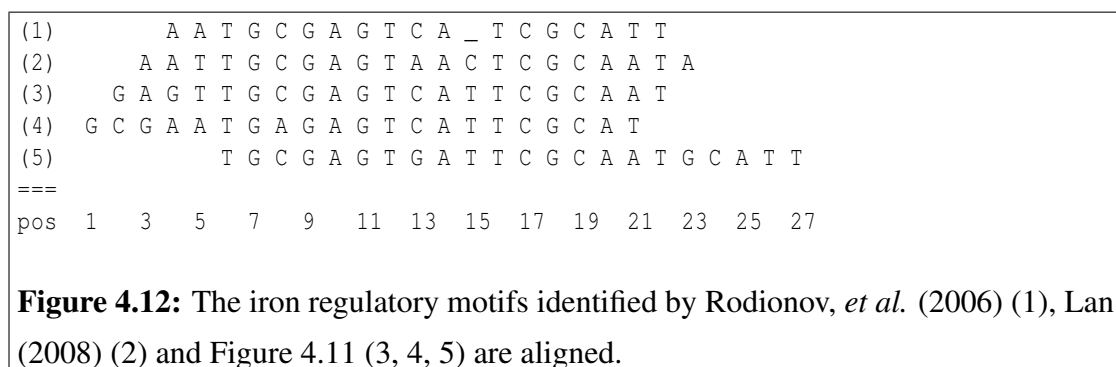 (1) A A T G C G A G T C A _ T C G C A T T
(2) A A T T G C G A G T A A C T C G C A A T A
(3) G A G T T G C G A G T C A T T C G C A A T
(4) G C G A A T G A G A G T C A T T C G C A T
(5) T G C G A G T G A T T C G C A A T G C A T T
===
pos 1 3 5 7 9 11 13 15 17 19 21 23 25 27
Figure 4.12: The iron regulatory motifs identified by Rodionov, et al. (2006) (1), Lan
(2008) (2) and Figure 4.11 (3, 4, 5) are aligned.